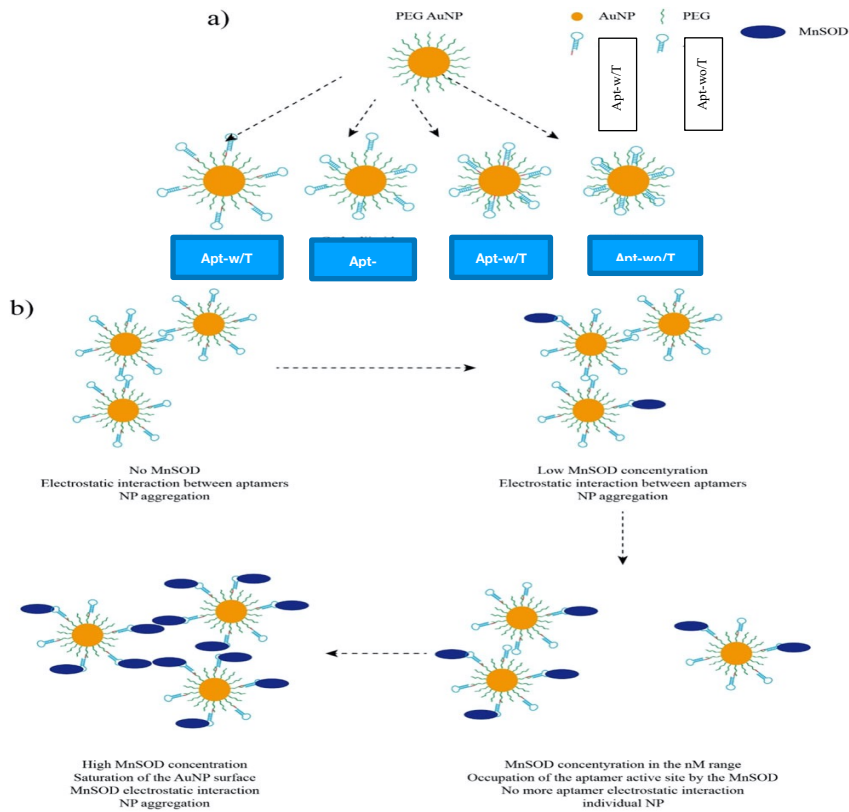 a)
PEG AuNP
AuNP
PEG
MnSOD
Apt-w/T
Apt-wo/T
Apt-w/T
Apt-
Apt-w/T
Apt-wo/T
b)
No MnSOD
Electrostatic interaction between aptamers
NP aggregation
Low MnSOD concentyration
Electrostatic interaction between aptamers
NP aggregation
High MnSOD concentration
Saturation of the AuNP surface
MnSOD electrostatic interaction
NP aggregation
MnSOD concentyration in the nM range
Occupation of the aptamer active site by the MnSOD
No more aptamer electrostatic interaction
individual NP